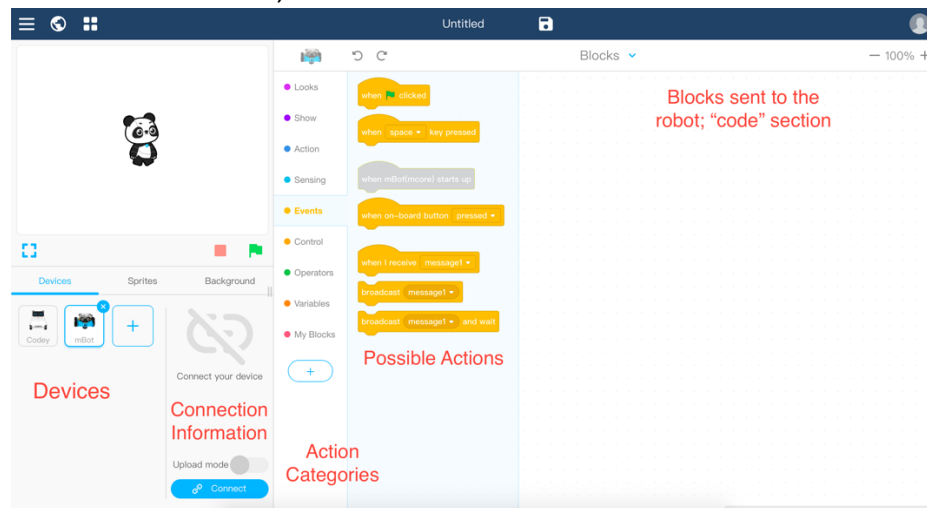 Untitled
Blocks
100%
Looks
Show
Action
Sensing
Events
Control
Operators
Variables
My Blocks
+
when clicked
when space key pressed
when mBot(mcore) starts up
when on-board button pressed
when I receive message1
broadcast message1
broadcast message1 and wait
Possible Actions
Blocks sent to the
robot; “code” section
Devices
Sprites
Background
Codey
mBot
+
Connect your device
Devices
Connection
Information
Upload mode
Connect
Action
Categories